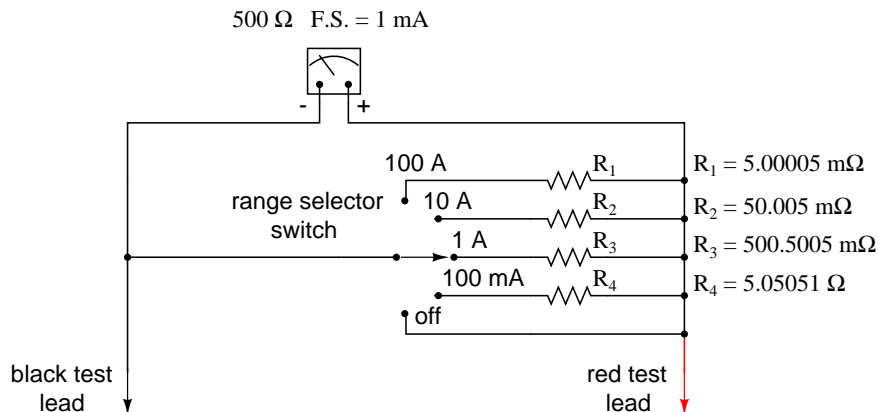 500 Ω F.S. = 1 mA
- +
100 A
R1
R1 = 5.00005 mΩ
range selector
switch
10 A
R2
R2 = 50.005 mΩ
1 A
R3
R3 = 500.5005 mΩ
100 mA
R4
R4 = 5.05051 Ω
off
black test
lead
red test
lead